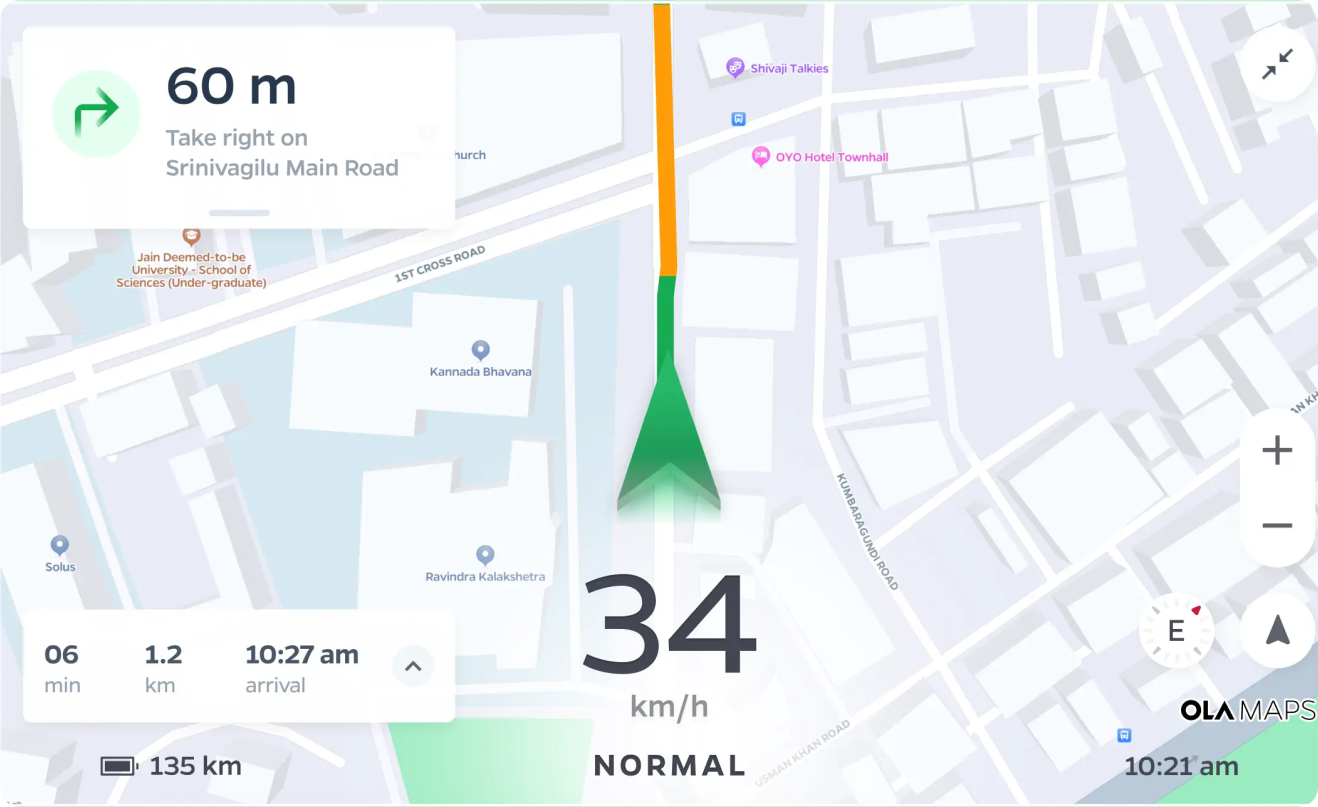 60 m
Take right on
Srinivagilu Main Road
hurch
Shivaji Talkies
OYO Hotel Townhall
Jain Deemed-to-be
University - School of
Sciences (Under-graduate)
1ST CROSS ROAD
Kannada Bhavana
KUMBARAGUNDI ROAD
Solus
Ravindra Kalakshetra
06
min
1.2
km
10:27 am
arrival
34
km/h
NORMAL
USMAN KHAN ROAD
E
OLA MAPS
135 km
10:21 am